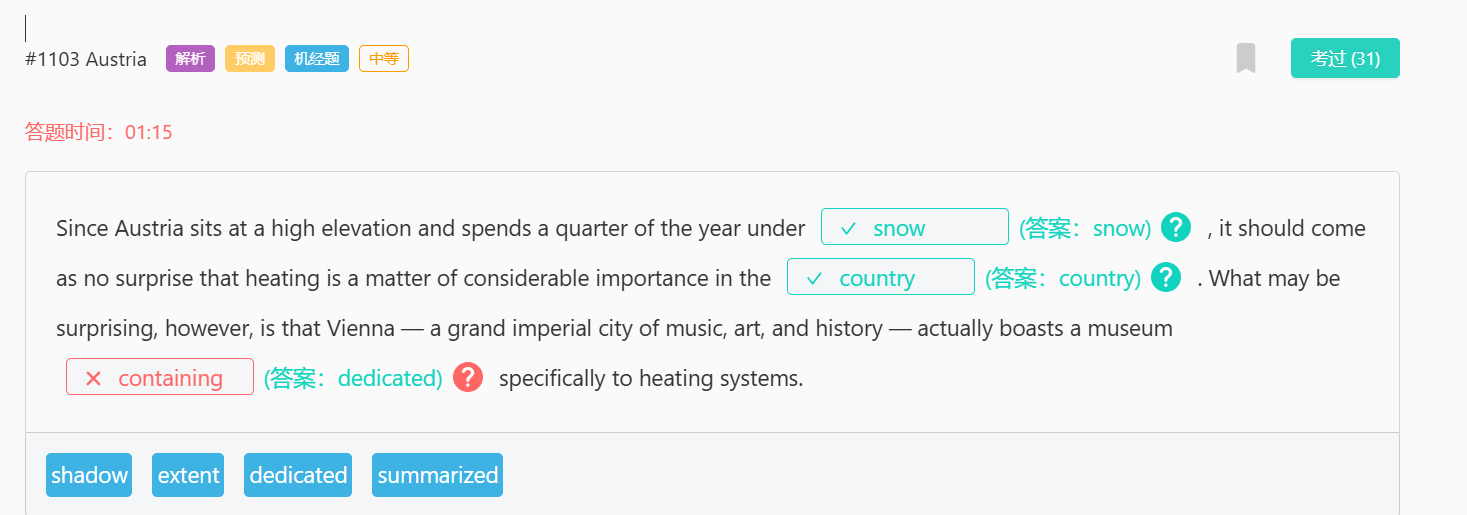 #1103 Austria 解析 预测 机经题 中等 考过 (31)
答题时间：01:15
Since Austria sits at a high elevation and spends a quarter of the year under ✓ snow (答案：snow) ? , it should come
as no surprise that heating is a matter of considerable importance in the ✓ country (答案：country) ? . What may be
surprising, however, is that Vienna — a grand imperial city of music, art, and history — actually boasts a museum
✕ containing (答案：dedicated) ? specifically to heating systems.
shadow extent dedicated summarized